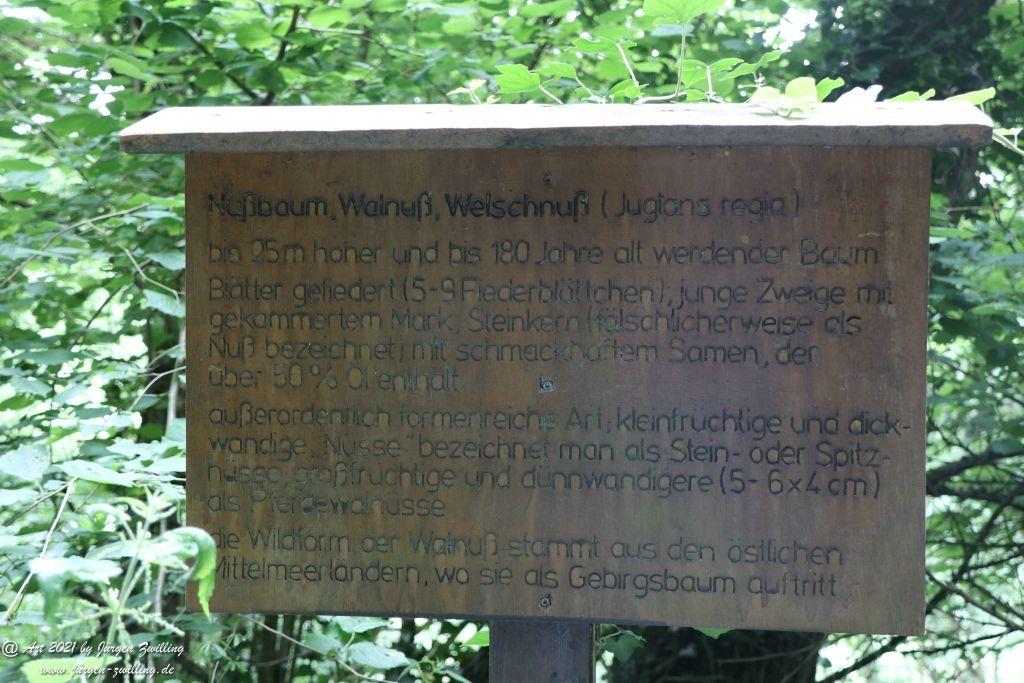 Nußbaum, Walnuß, Welschnuß (Juglans regia)
bis 25m hoher und bis 180 Jahre alt werdender Baum
Blätter gefiedert (5-9 Fiederblättchen), junge Zweige mit
gekammertem Mark, Steinkern (fälschlicherweise als
Nuß bezeichnet) mit schmackhaftem Samen, der
über 50% Öl enthält
außerordentlich formenreiche Art; kleinfrüchtige und dick-
wandige „Nüsse" bezeichnet man als Stein- oder Spitz-
nüsse, großfrüchtige und dünnwandigere (5-6x4cm)
als Pferdewalnüsse
die Wildform der Walnuß stammt aus den östlichen
Mittelmeerländern, wo sie als Gebirgsbaum auftritt
@ Art 2021 by Jürgen Zwilling
www.jürgen-zwilling.de